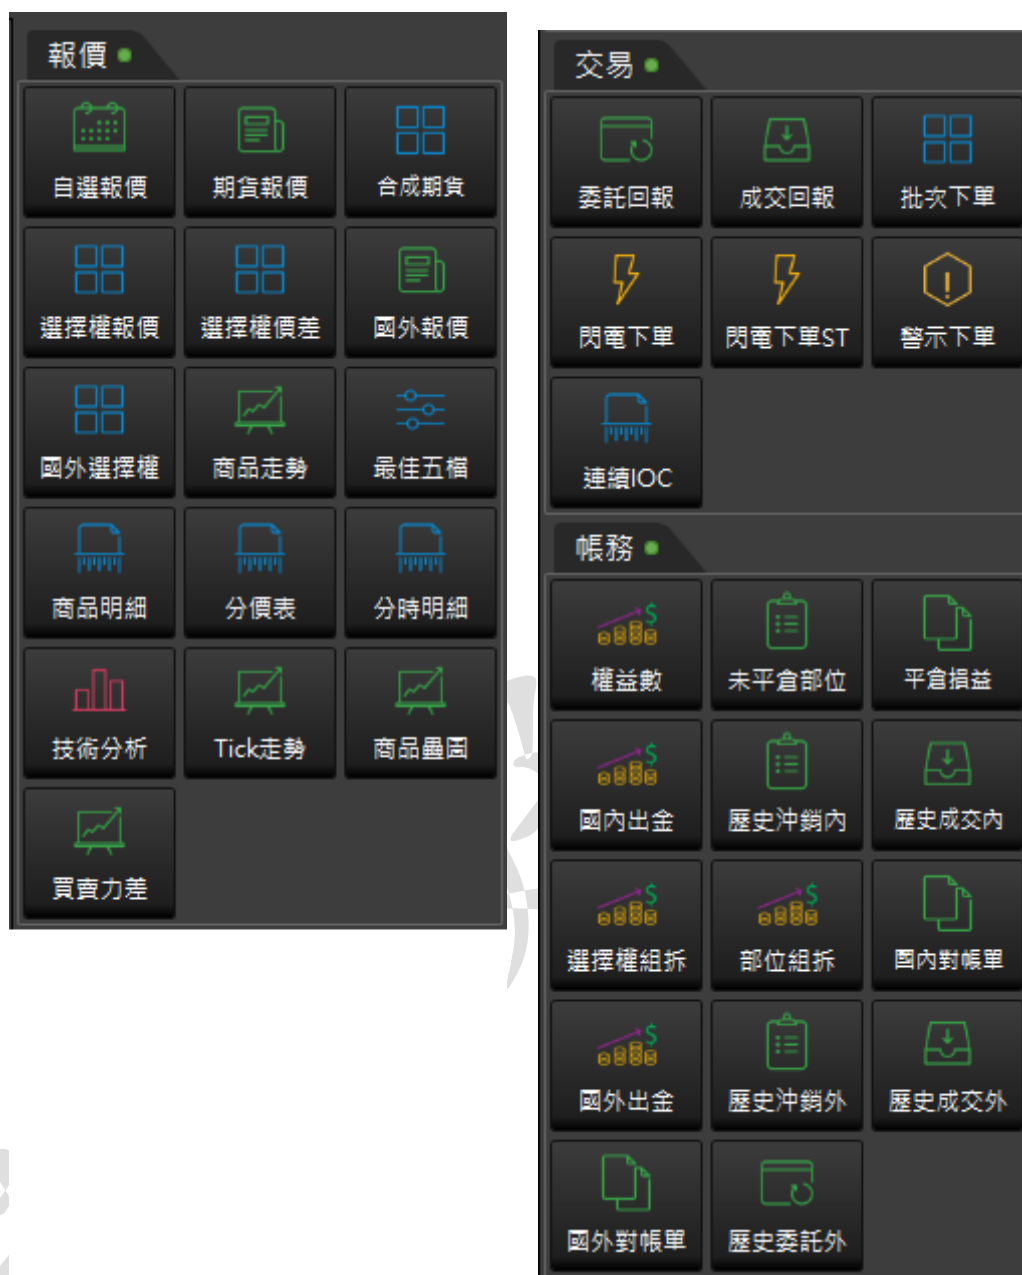 報價
自選報價 期貨報價 合成期貨
選擇權報價 選擇權價差 國外報價
國外選擇權 商品走勢 最佳五檔
商品明細 分價表 分時明細
技術分析 Tick走勢 商品疊圖
買賣力差
交易
委託回報 成交回報 批次下單
閃電下單 閃電下單ST 警示下單
連續IOC
帳務
權益數 未平倉部位 平倉損益
國內出金 歷史沖銷內 歷史成交內
選擇權組拆 部位組拆 國內對帳單
國外出金 歷史沖銷外 歷史成交外
國外對帳單 歷史委託外